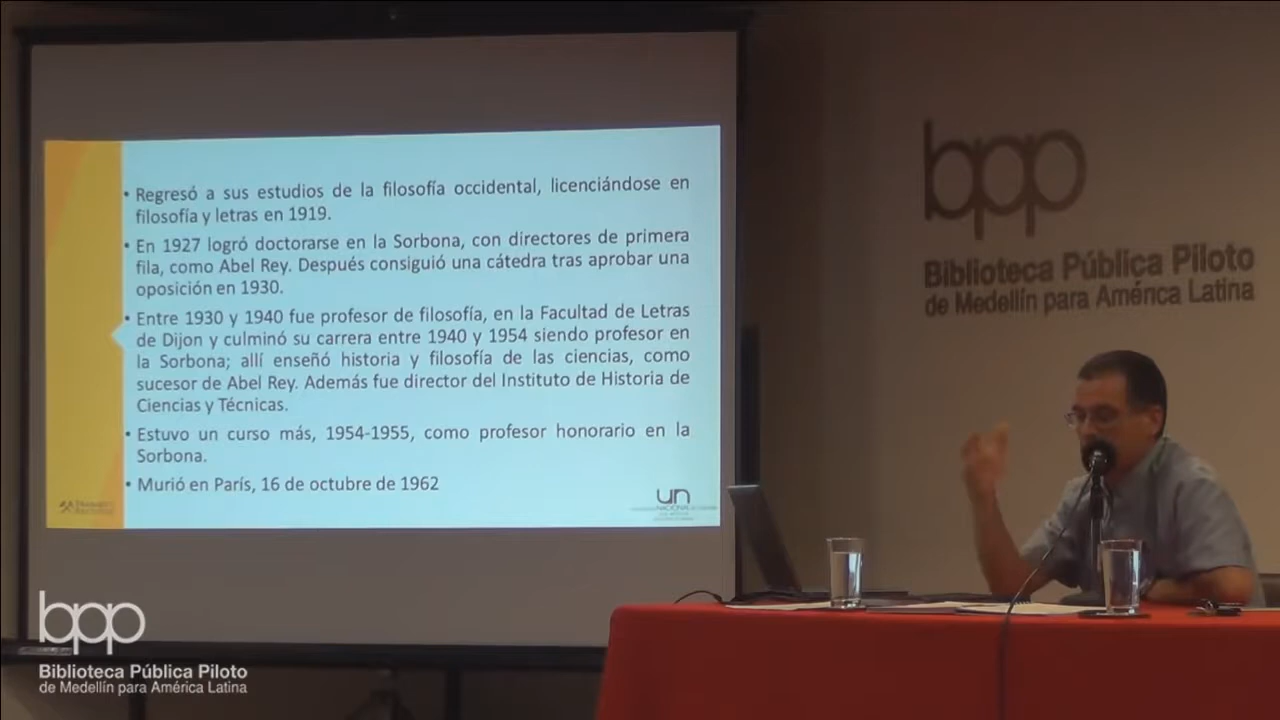 • Regresó a sus estudios de la filosofía occidental, licenciándose en
filosofía y letras en 1919.
• En 1927 logró doctorarse en la Sorbona, con directores de primera
fila, como Abel Rey. Después consiguió una cátedra tras aprobar una
oposición en 1930.
• Entre 1930 y 1940 fue profesor de filosofía, en la Facultad de Letras
de Dijon y culminó su carrera entre 1940 y 1954 siendo profesor en
la Sorbona; allí enseñó historia y filosofía de las ciencias, como
sucesor de Abel Rey. Además fue director del Instituto de Historia de
Ciencias y Técnicas.
• Estuvo un curso más, 1954-1955, como profesor honorario en la
Sorbona.
• Murió en París, 16 de octubre de 1962
un
NACIONAL
bpp
Biblioteca Pública Piloto
de Medellín para América Latina
bpp
Biblioteca Pública Piloto
de Medellín para América Latina